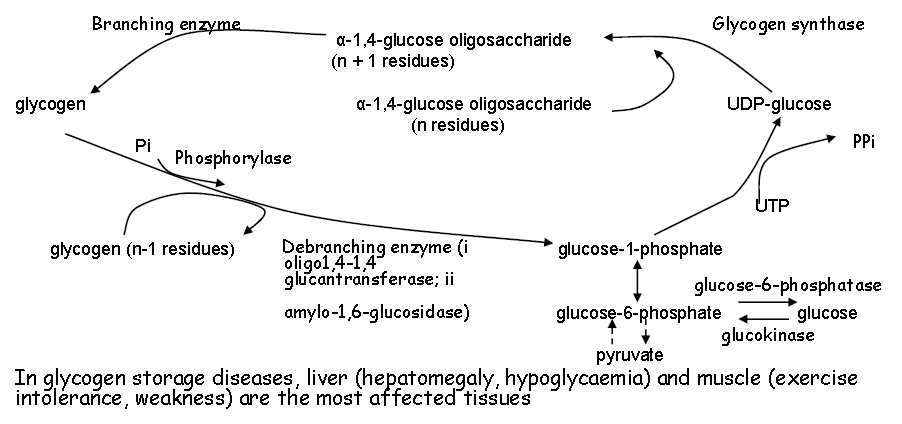 Branching enzyme
Glycogen synthase
α-1,4-glucose oligosaccharide
(n + 1 residues)
glycogen
α-1,4-glucose oligosaccharide
(n residues)
UDP-glucose
Pi
Phosphorylase
PPi
UTP
glycogen (n-1 residues)
Debranching enzyme (i
oligo1,4-1,4
glucantransferase; ii
amylo-1,6-glucosidase)
glucose-1-phosphate
glucose-6-phosphatase
glucose-6-phosphate
glucose
glucokinase
pyruvate
In glycogen storage diseases, liver (hepatomegaly, hypoglycaemia) and muscle (exercise
intolerance, weakness) are the most affected tissues